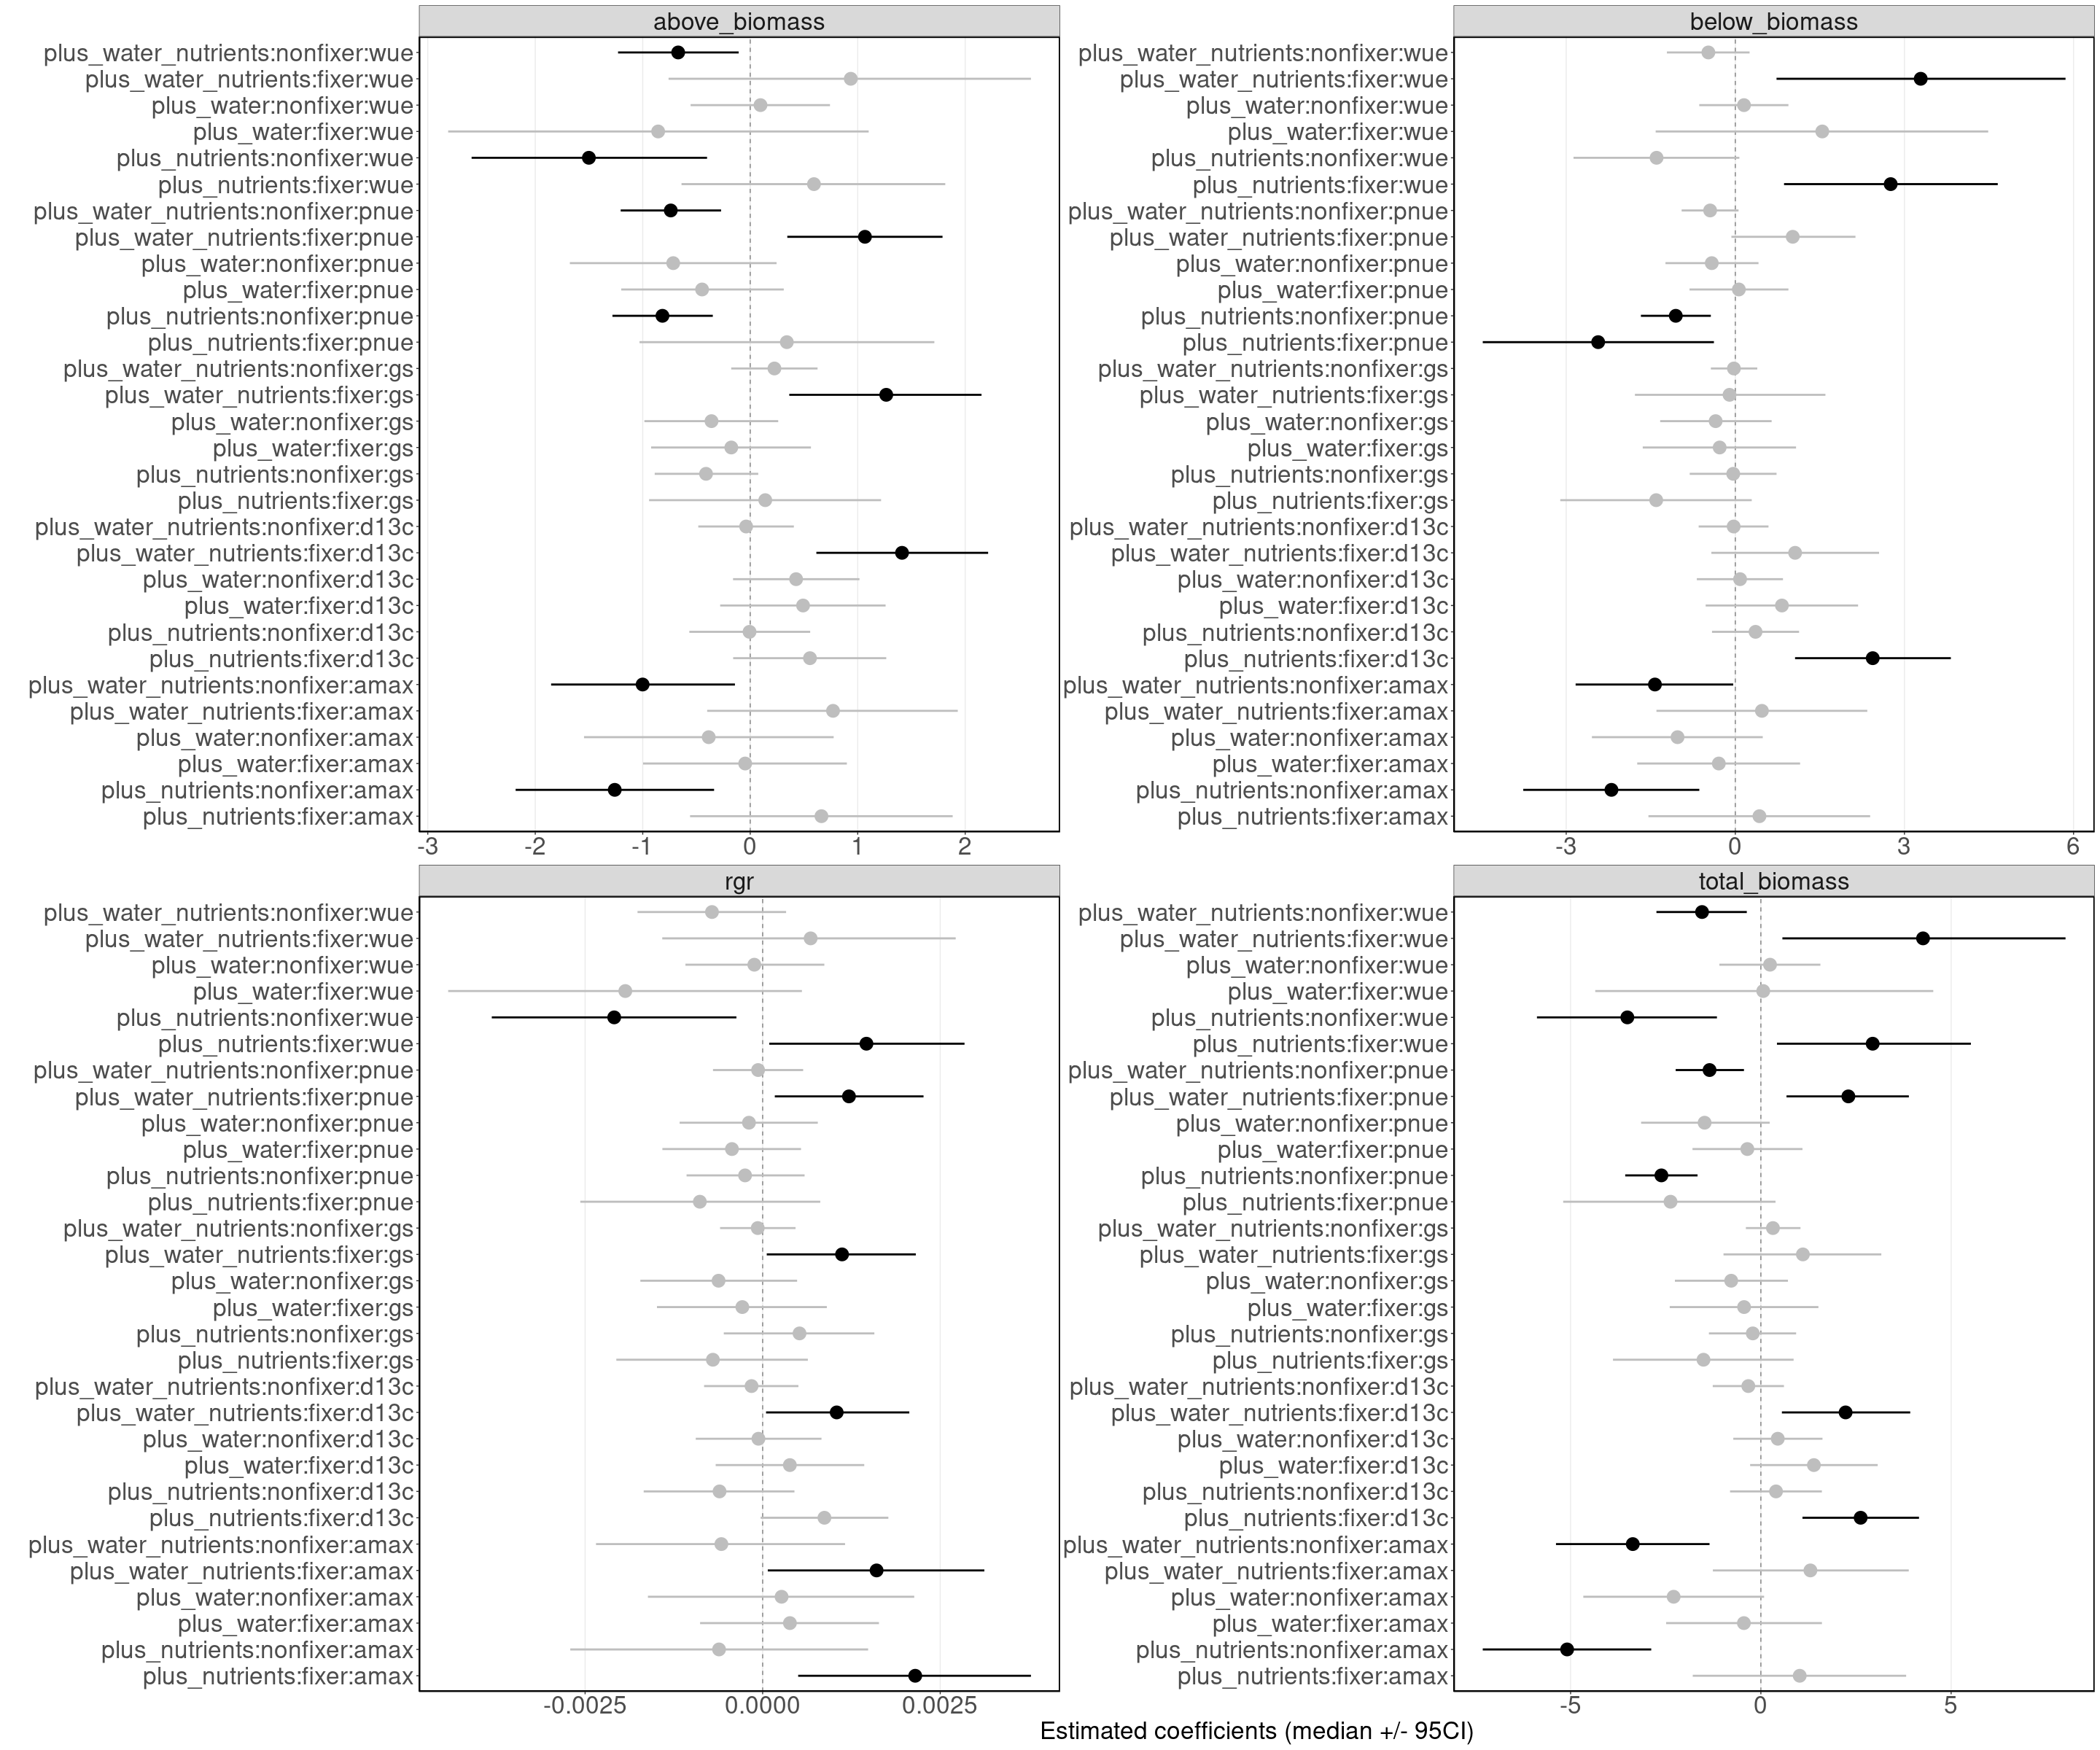 above_biomass
plus_water_nutrients:nonfixer:wue
plus_water_nutrients:fixer:wue
plus_water:nonfixer:wue
plus_water:fixer:wue
plus_nutrients:nonfixer:wue
plus_nutrients:fixer:wue
plus_water_nutrients:nonfixer:pnue
plus_water_nutrients:fixer:pnue
plus_water:nonfixer:pnue
plus_water:fixer:pnue
plus_nutrients:nonfixer:pnue
plus_nutrients:fixer:pnue
plus_water_nutrients:nonfixer:gs
plus_water_nutrients:fixer:gs
plus_water:nonfixer:gs
plus_water:fixer:gs
plus_nutrients:nonfixer:gs
plus_nutrients:fixer:gs
plus_water_nutrients:nonfixer:d13c
plus_water_nutrients:fixer:d13c
plus_water:nonfixer:d13c
plus_water:fixer:d13c
plus_nutrients:nonfixer:d13c
plus_nutrients:fixer:d13c
plus_water_nutrients:nonfixer:amax
plus_water_nutrients:fixer:amax
plus_water:nonfixer:amax
plus_water:fixer:amax
plus_nutrients:nonfixer:amax
plus_nutrients:fixer:amax
-3 -2 -1 0 1 2
below_biomass
plus_water_nutrients:nonfixer:wue
plus_water_nutrients:fixer:wue
plus_water:nonfixer:wue
plus_water:fixer:wue
plus_nutrients:nonfixer:wue
plus_nutrients:fixer:wue
plus_water_nutrients:nonfixer:pnue
plus_water_nutrients:fixer:pnue
plus_water:nonfixer:pnue
plus_water:fixer:pnue
plus_nutrients:nonfixer:pnue
plus_nutrients:fixer:pnue
plus_water_nutrients:nonfixer:gs
plus_water_nutrients:fixer:gs
plus_water:nonfixer:gs
plus_water:fixer:gs
plus_nutrients:nonfixer:gs
plus_nutrients:fixer:gs
plus_water_nutrients:nonfixer:d13c
plus_water_nutrients:fixer:d13c
plus_water:nonfixer:d13c
plus_water:fixer:d13c
plus_nutrients:nonfixer:d13c
plus_nutrients:fixer:d13c
plus_water_nutrients:nonfixer:amax
plus_water_nutrients:fixer:amax
plus_water:nonfixer:amax
plus_water:fixer:amax
plus_nutrients:nonfixer:amax
plus_nutrients:fixer:amax
-3 0 3 6
rgr
plus_water_nutrients:nonfixer:wue
plus_water_nutrients:fixer:wue
plus_water:nonfixer:wue
plus_water:fixer:wue
plus_nutrients:nonfixer:wue
plus_nutrients:fixer:wue
plus_water_nutrients:nonfixer:pnue
plus_water_nutrients:fixer:pnue
plus_water:nonfixer:pnue
plus_water:fixer:pnue
plus_nutrients:nonfixer:pnue
plus_nutrients:fixer:pnue
plus_water_nutrients:nonfixer:gs
plus_water_nutrients:fixer:gs
plus_water:nonfixer:gs
plus_water:fixer:gs
plus_nutrients:nonfixer:gs
plus_nutrients:fixer:gs
plus_water_nutrients:nonfixer:d13c
plus_water_nutrients:fixer:d13c
plus_water:nonfixer:d13c
plus_water:fixer:d13c
plus_nutrients:nonfixer:d13c
plus_nutrients:fixer:d13c
plus_water_nutrients:nonfixer:amax
plus_water_nutrients:fixer:amax
plus_water:nonfixer:amax
plus_water:fixer:amax
plus_nutrients:nonfixer:amax
plus_nutrients:fixer:amax
-0.0025 0.0000 0.0025
total_biomass
plus_water_nutrients:nonfixer:wue
plus_water_nutrients:fixer:wue
plus_water:nonfixer:wue
plus_water:fixer:wue
plus_nutrients:nonfixer:wue
plus_nutrients:fixer:wue
plus_water_nutrients:nonfixer:pnue
plus_water_nutrients:fixer:pnue
plus_water:nonfixer:pnue
plus_water:fixer:pnue
plus_nutrients:nonfixer:pnue
plus_nutrients:fixer:pnue
plus_water_nutrients:nonfixer:gs
plus_water_nutrients:fixer:gs
plus_water:nonfixer:gs
plus_water:fixer:gs
plus_nutrients:nonfixer:gs
plus_nutrients:fixer:gs
plus_water_nutrients:nonfixer:d13c
plus_water_nutrients:fixer:d13c
plus_water:nonfixer:d13c
plus_water:fixer:d13c
plus_nutrients:nonfixer:d13c
plus_nutrients:fixer:d13c
plus_water_nutrients:nonfixer:amax
plus_water_nutrients:fixer:amax
plus_water:nonfixer:amax
plus_water:fixer:amax
plus_nutrients:nonfixer:amax
plus_nutrients:fixer:amax
-5 0 5
Estimated coefficients (median +/- 95CI)